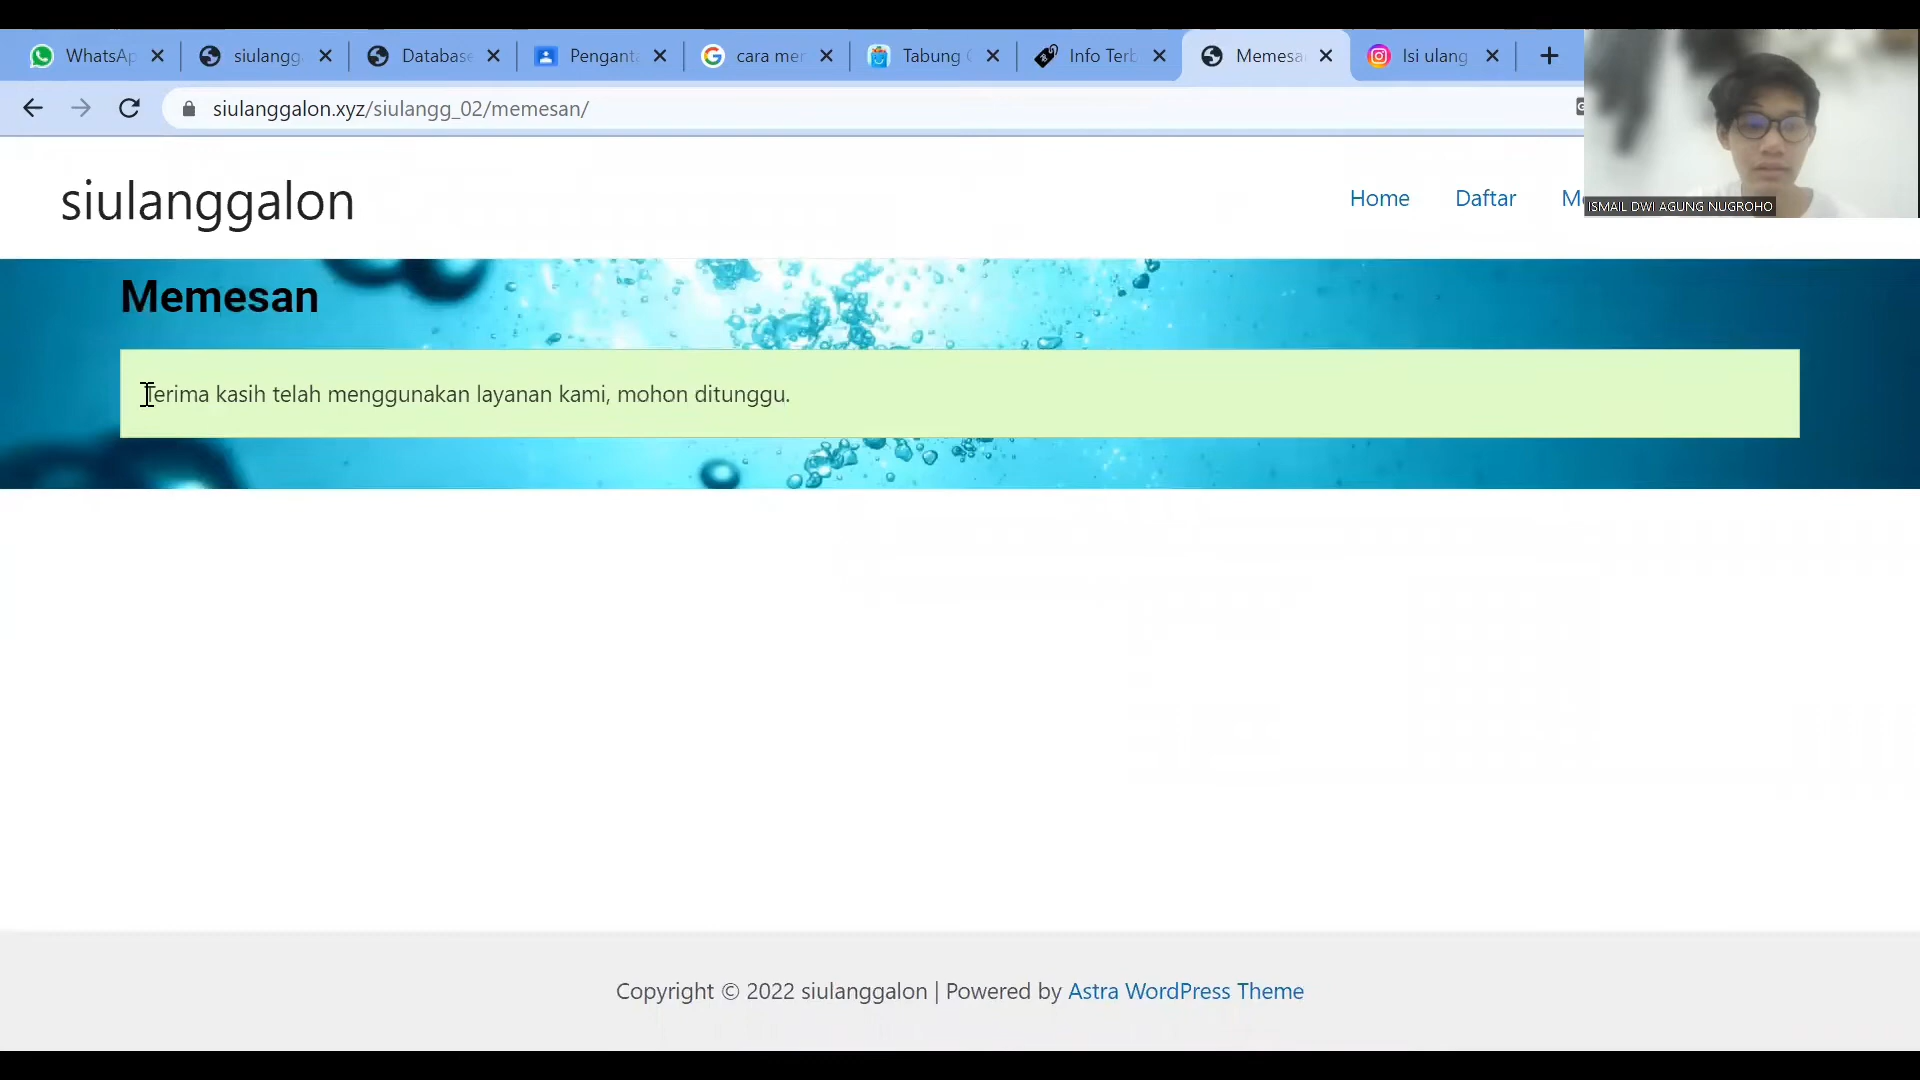 WhatsAp
siulangg
Database
Pengant
cara mer
Tabung
Info Terb
Memesa
Isi ulang
siulanggalon.xyz/siulangg_02/memesan/
siulanggalon
Home
Daftar
ISMAIL DWI AGUNG NUGROHO
Memesan
Terima kasih telah menggunakan layanan kami, mohon ditunggu.
Copyright © 2022 siulanggalon | Powered by Astra WordPress Theme